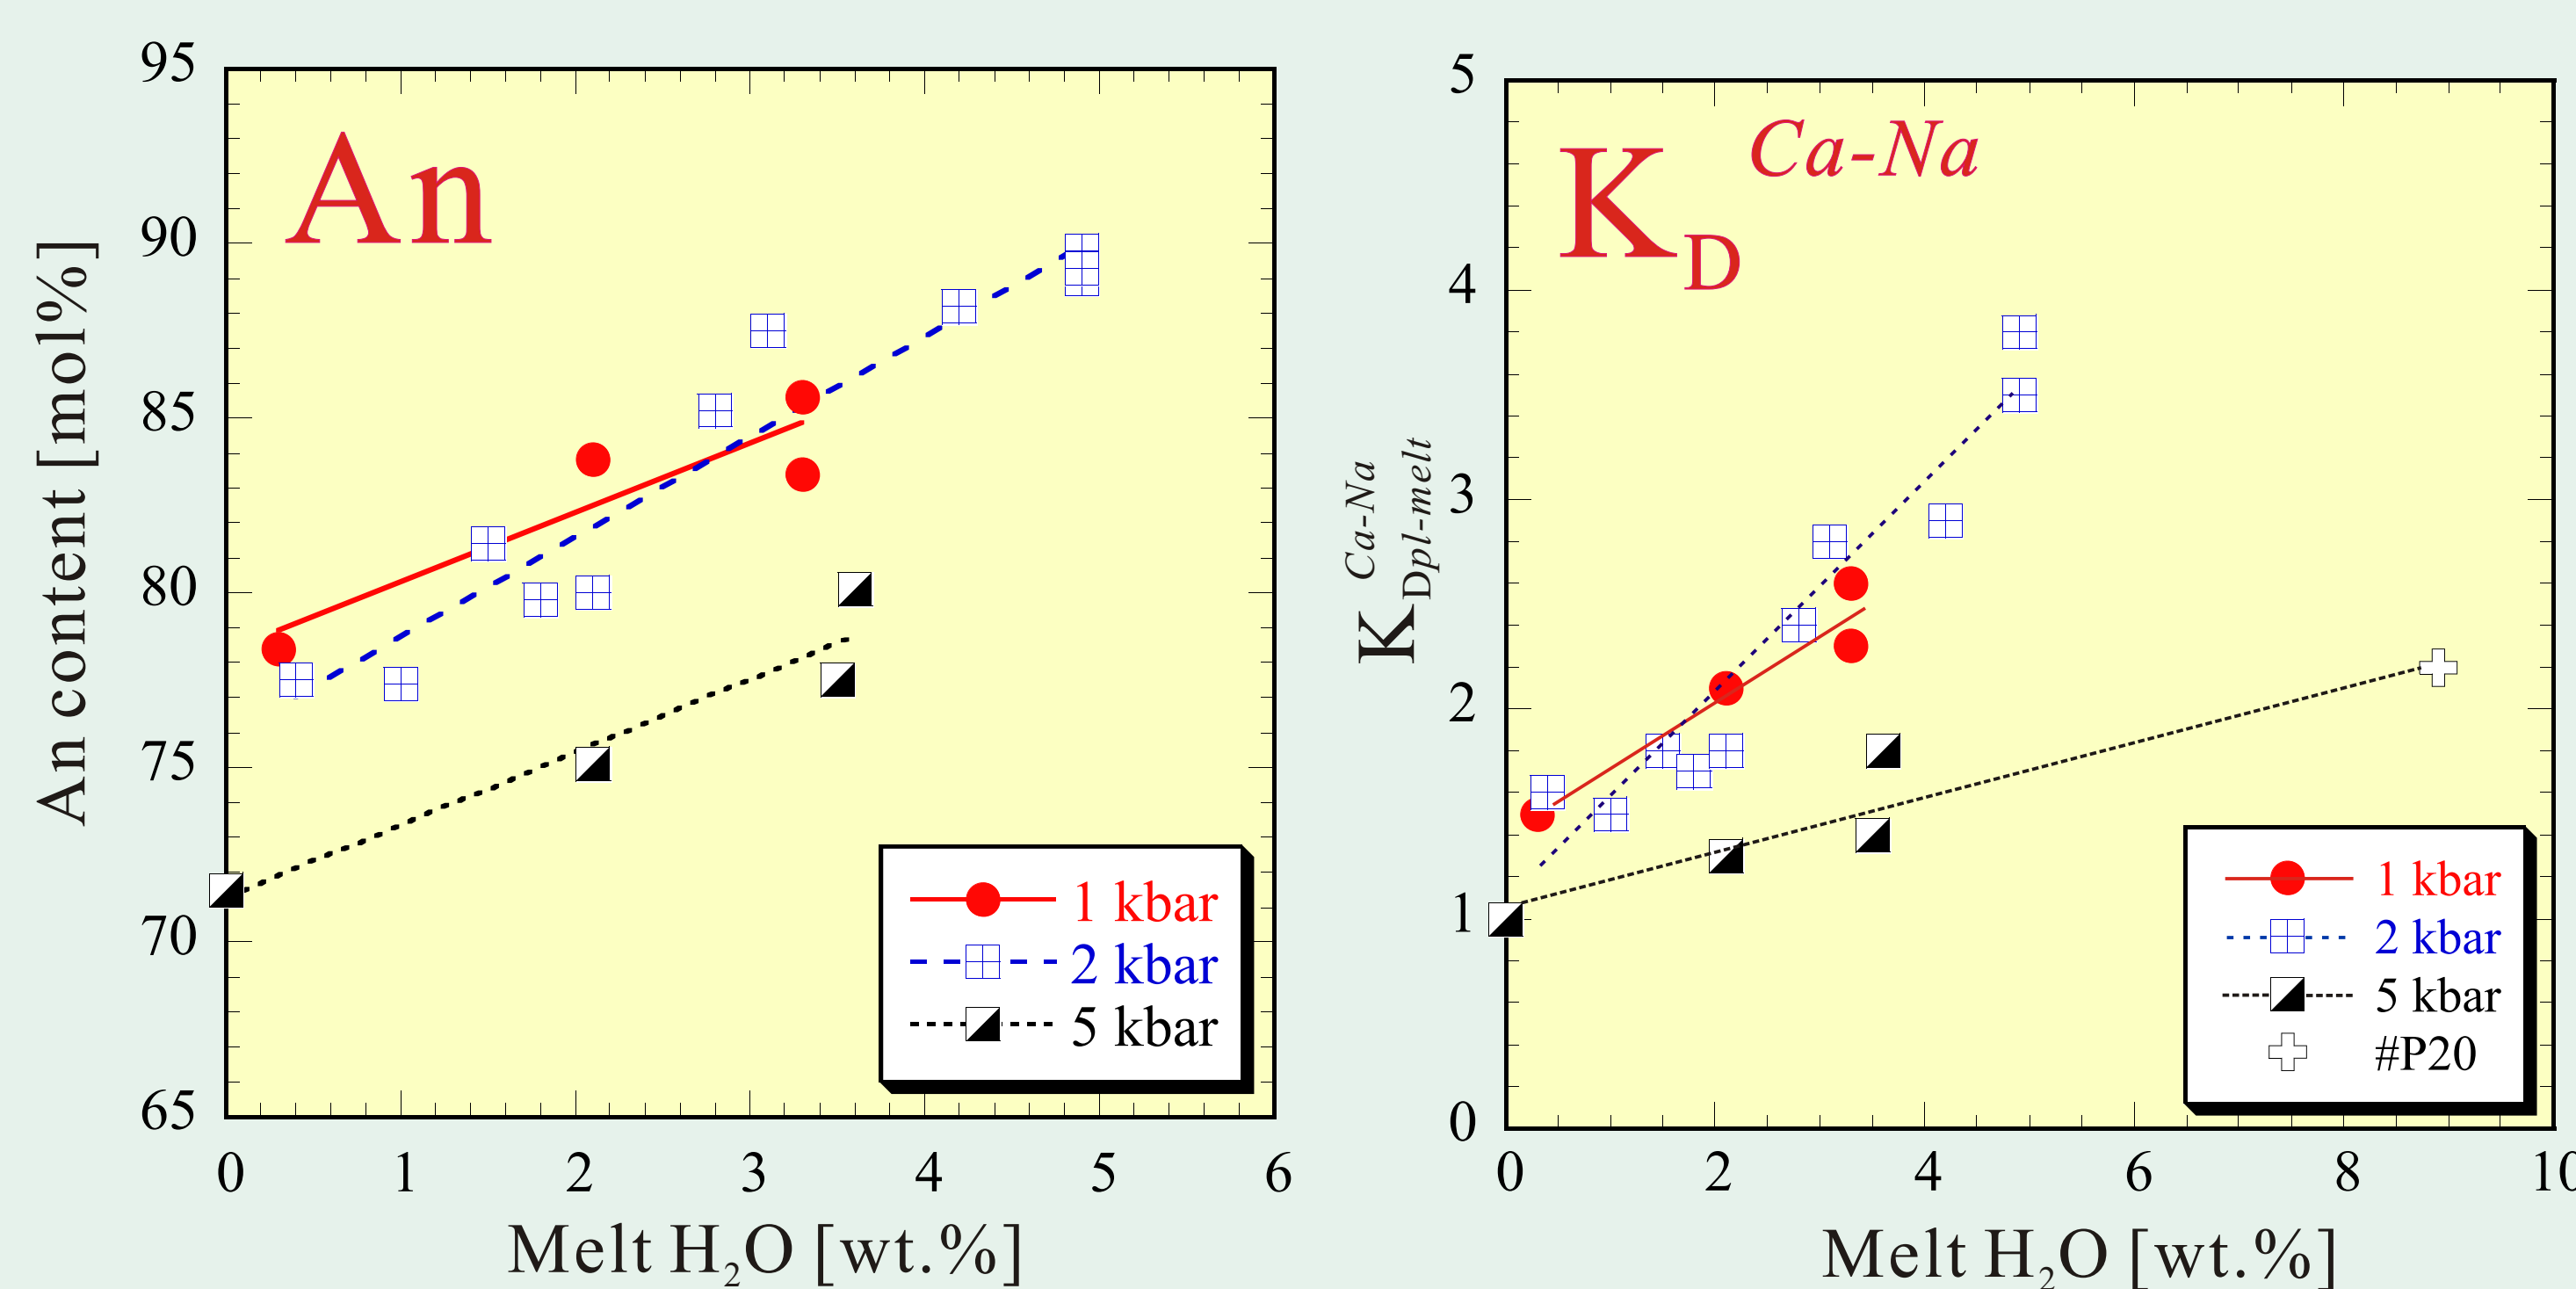 An
95
90
85
80
75
70
65
An content [mol%]
0 1 2 3 4 5 6
Melt H₂O [wt.%]
1 kbar
2 kbar
5 kbar
K_D^Ca-Na
5
4
3
2
1
0
K_Dpl-melt^Ca-Na
0 2 4 6 8 10
Melt H₂O [wt.%]
1 kbar
2 kbar
5 kbar
#P20